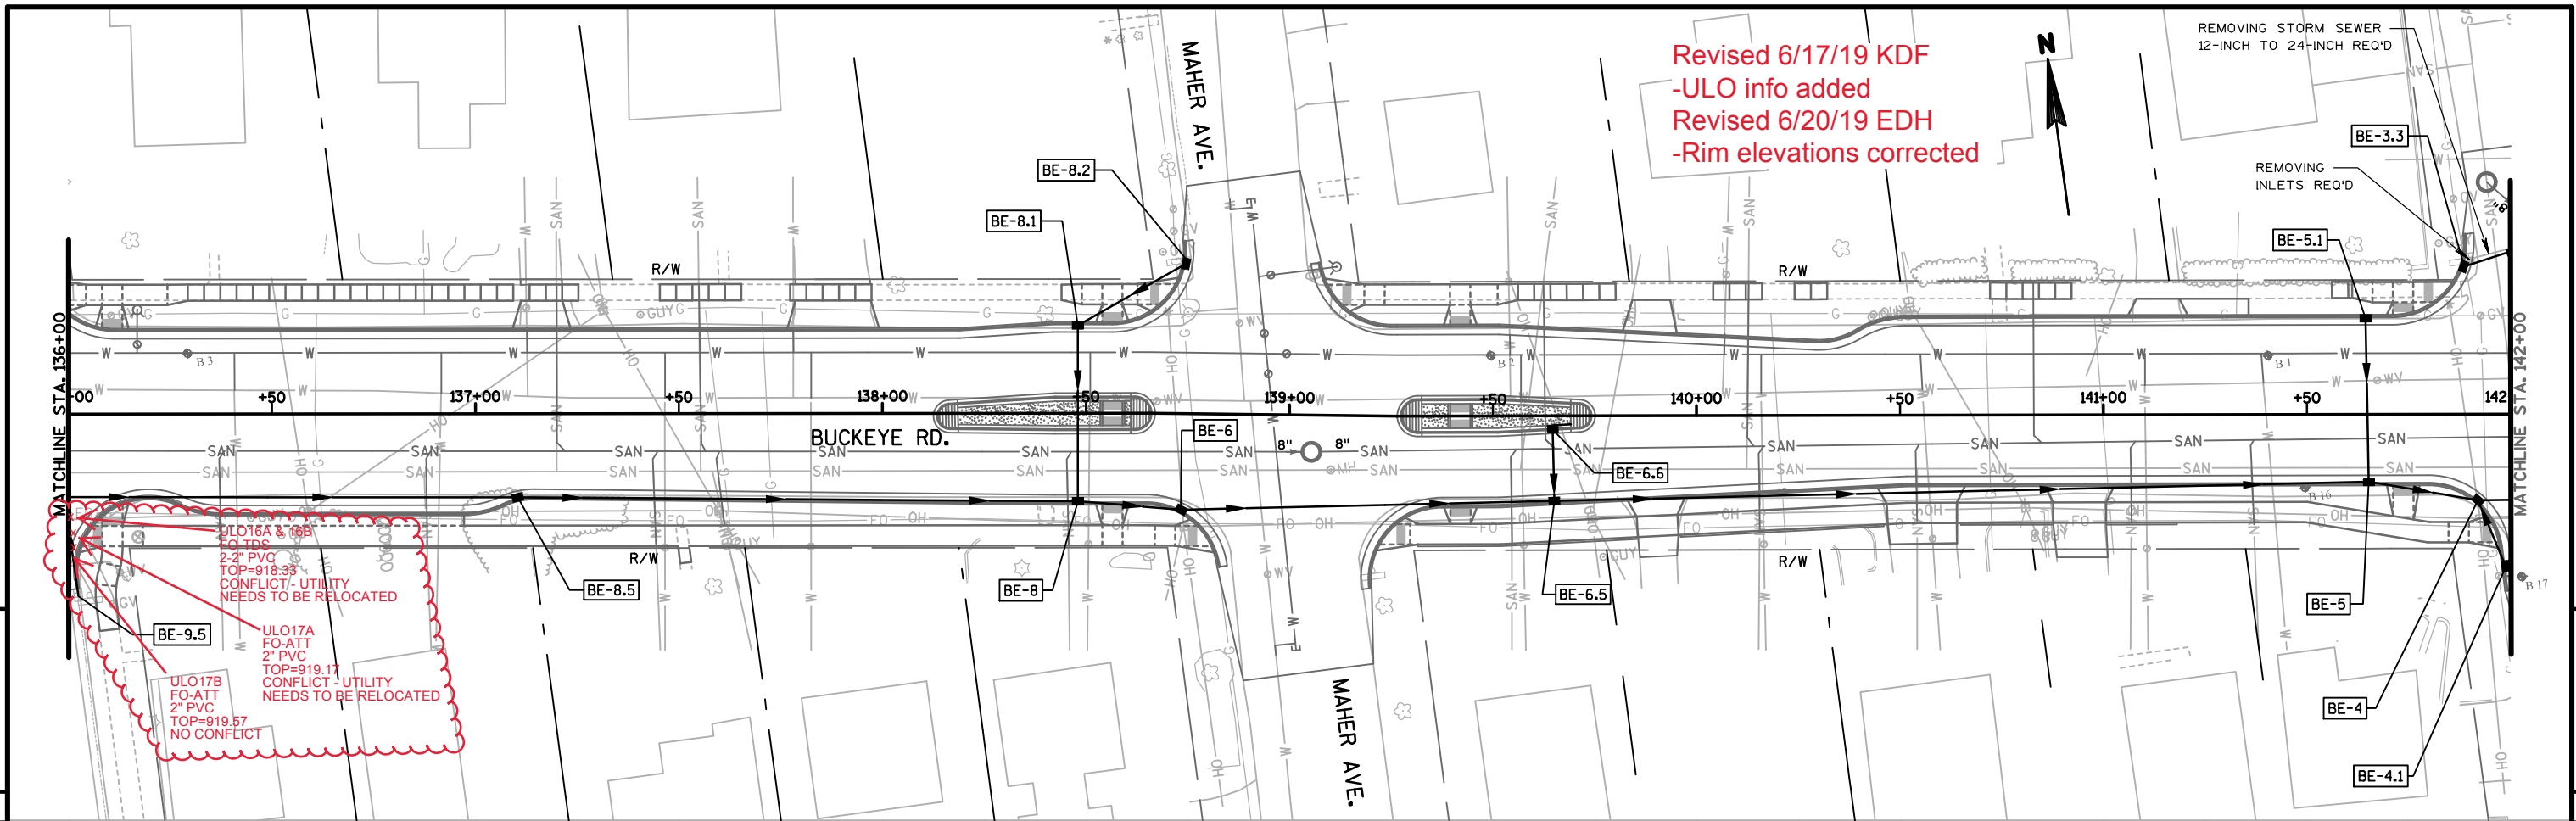 REMOVING STORM SEWER
12-INCH TO 24-INCH REQ'D
Revised 6/17/19 KDF
-ULO info added
Revised 6/20/19 EDH
-Rim elevations corrected
N
MAHER AVE.
BE-3.3
REMOVING
INLETS REQ'D
BE-8.2
BE-8.1
BE-5.1
R/W
R/W
MATCHLINE STA. 136+00
MATCHLINE STA. 142+00
B 3
B 2
B 1
+00
+50
137+00
+50
138+00
+50
139+00
+50
140+00
+50
141+00
+50
142
BUCKEYE RD.
BE-6
8"
8"
BE-6.6
B 16
ULO16A & 16B
FO-TDS
2-2" PVC
TOP=918.33
CONFLICT - UTILITY
NEEDS TO BE RELOCATED
R/W
R/W
BE-8.5
BE-8
BE-6.5
BE-5
B 17
BE-9.5
ULO17A
FO-ATT
2" PVC
TOP=919.17
CONFLICT - UTILITY
NEEDS TO BE RELOCATED
ULO17B
FO-ATT
2" PVC
TOP=919.57
NO CONFLICT
MAHER AVE.
BE-4
BE-4.1